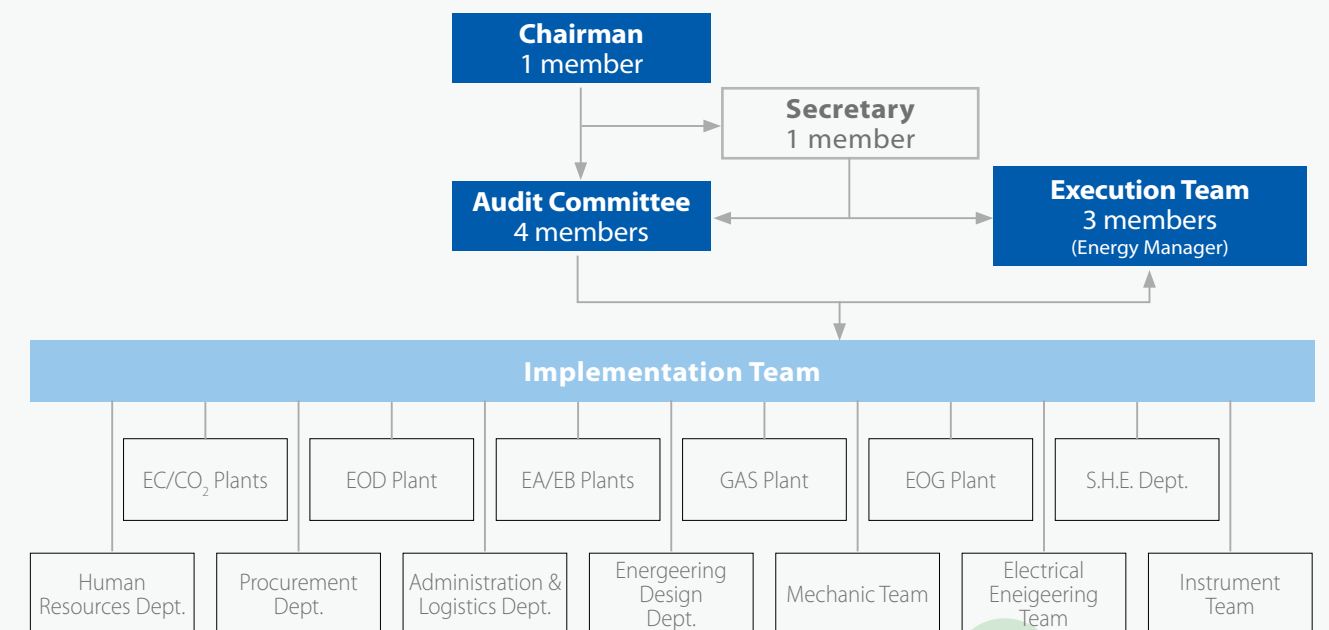 Chairman
1 member
Secretary
1 member
Audit Committee
4 members
Execution Team
3 members
(Energy Manager)
Implementation Team
EC/CO₂ Plants
EOD Plant
EA/EB Plants
GAS Plant
EOG Plant
S.H.E. Dept.
Human
Resources Dept.
Procurement
Dept.
Administration &
Logistics Dept.
Energeering
Design
Dept.
Mechanic Team
Electrical
Eneigeering
Team
Instrument
Team